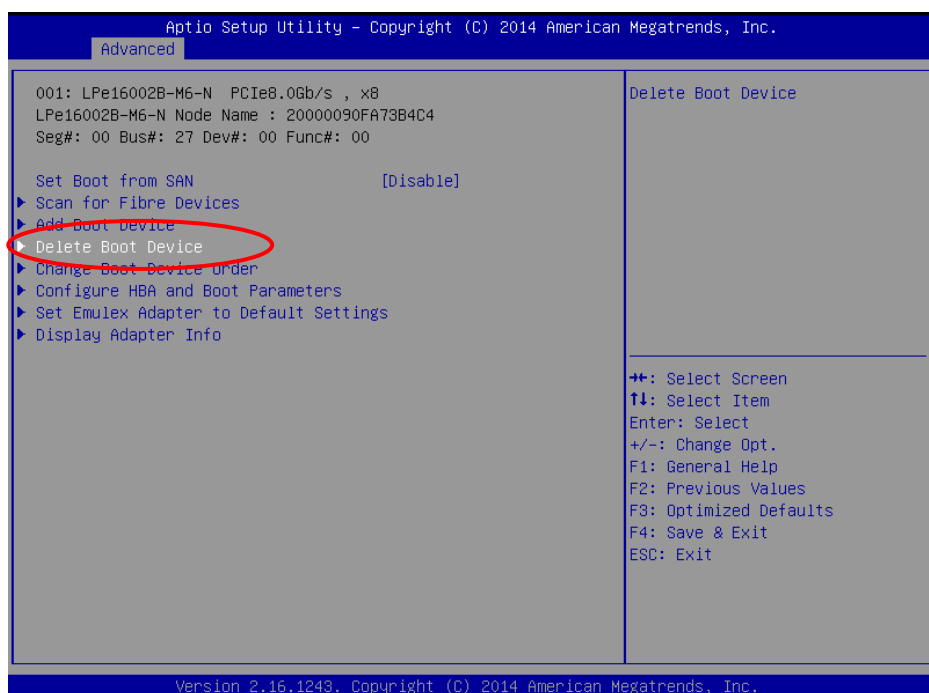 Aptio Setup Utility – Copyright (C) 2014 American Megatrends, Inc.
Advanced
001: LPe16002B-M6-N PCIe8.0Gb/s , x8
LPe16002B-M6-N Node Name : 20000090FA73B4C4
Seg#: 00 Bus#: 27 Dev#: 00 Func#: 00
Set Boot from SAN [Disable]
Scan for Fibre Devices
Add Boot Device
Delete Boot Device
Change Boot Device Order
Configure HBA and Boot Parameters
Set Emulex Adapter to Default Settings
Display Adapter Info
Delete Boot Device
→←: Select Screen
↑↓: Select Item
Enter: Select
+/-: Change Opt.
F1: General Help
F2: Previous Values
F3: Optimized Defaults
F4: Save & Exit
ESC: Exit
Version 2.16.1243. Copyright (C) 2014 American Megatrends, Inc.